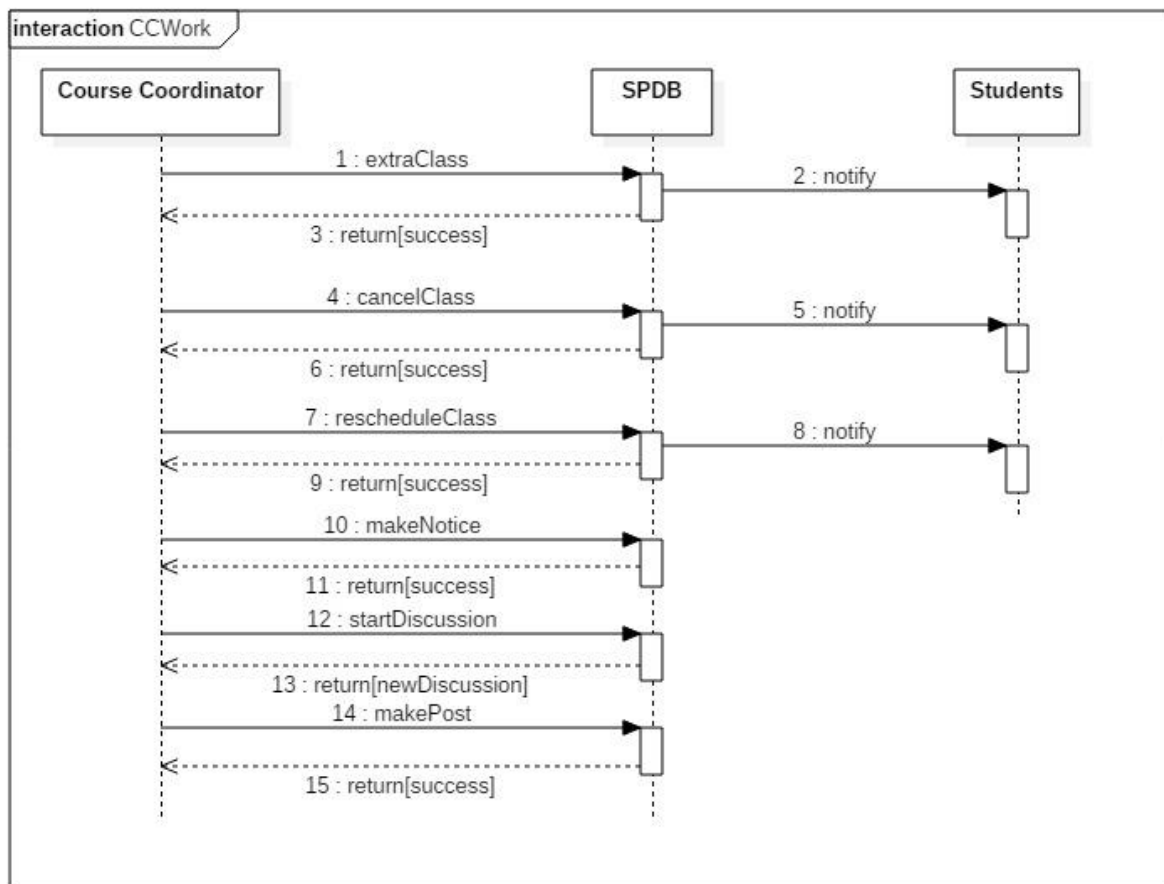 interaction CCWork
Course Coordinator
SPDB
Students
1 : extraClass
2 : notify
3 : return[success]
4 : cancelClass
5 : notify
6 : return[success]
7 : rescheduleClass
8 : notify
9 : return[success]
10 : makeNotice
11 : return[success]
12 : startDiscussion
13 : return[newDiscussion]
14 : makePost
15 : return[success]